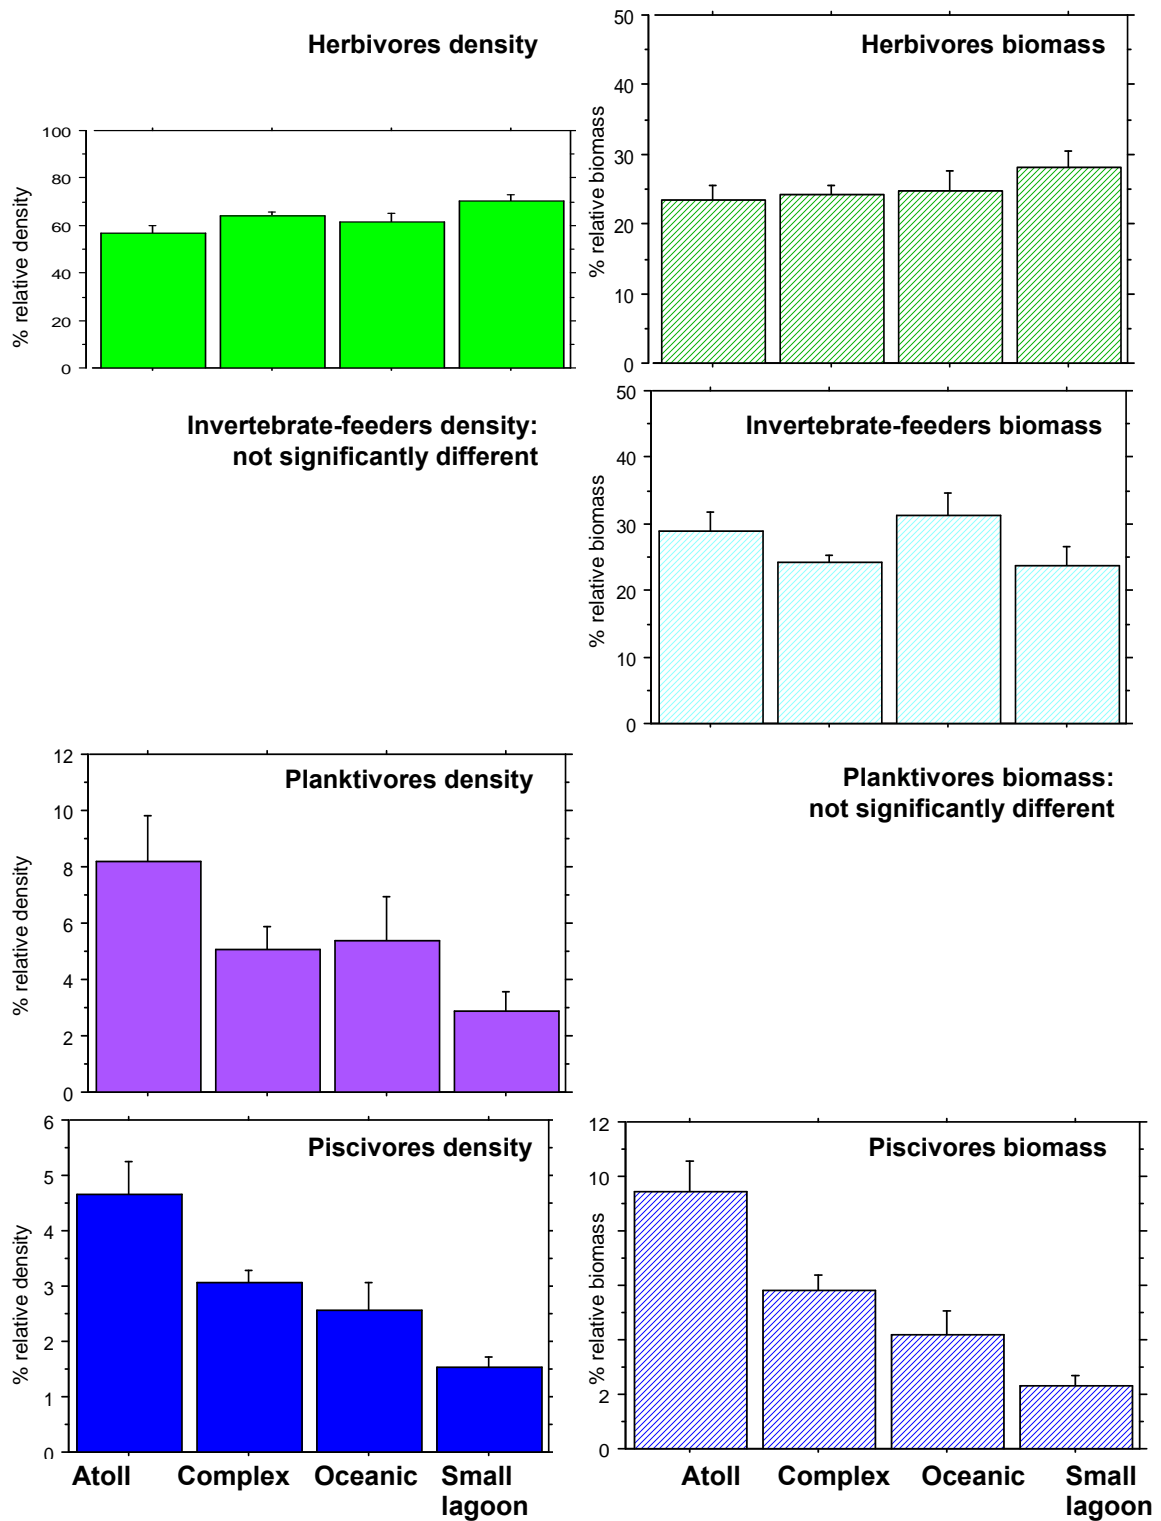 Herbivores density
% relative density
100
80
60
40
20
0
Herbivores biomass
% relative biomass
50
40
30
20
10
0
Invertebrate-feeders density:
not significantly different
Invertebrate-feeders biomass
% relative biomass
50
40
30
20
10
0
Planktivores density
% relative density
12
10
8
6
4
2
0
Planktivores biomass:
not significantly different
Piscivores density
% relative density
6
5
4
3
2
1
0
Atoll Complex Oceanic Small
lagoon
Piscivores biomass
% relative biomass
12
10
2
0
Atoll Complex Oceanic Small
lagoon